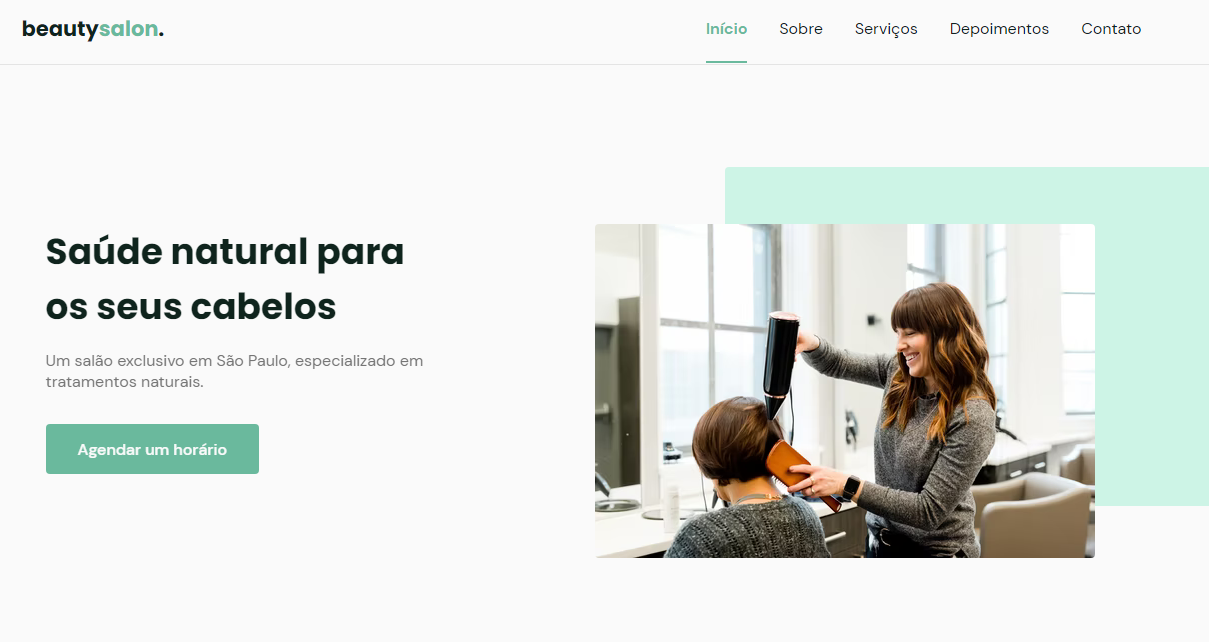 beautysalon.
Início Sobre Serviços Depoimentos Contato
Saúde natural para
os seus cabelos
Um salão exclusivo em São Paulo, especializado em
tratamentos naturais.
Agendar um horário